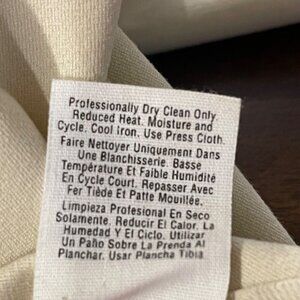 Professionally Dry Clean Only
Reduced Heat. Moisture and
Cycle. Cool Iron. Use Press Cloth.
Faire Nettoyer Uniquement Dans
Une Blanchisserie. Basse
Température Et Faible Humidité
En Cycle Court. Repasser Avec
Fer Tiède Et Patte Mouillée.
Limpieza Profesional En Seco
Solamente. Reducir El Calor. La
Humedad Y El Ciclo. Utilizar
Un Paño Sobre La Prenda Al
Planchar. Usar Plancha Tibia